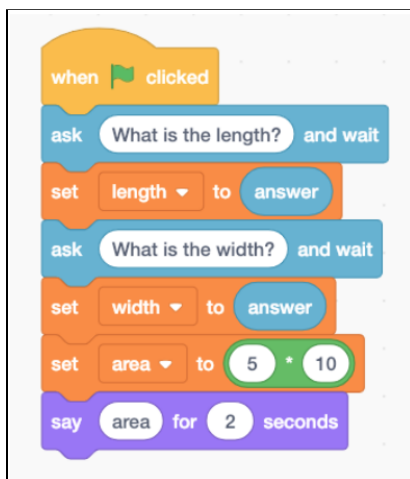 when clicked
ask What is the length? and wait
set length to answer
ask What is the width? and wait
set width to answer
set area to 5 * 10
say area for 2 seconds